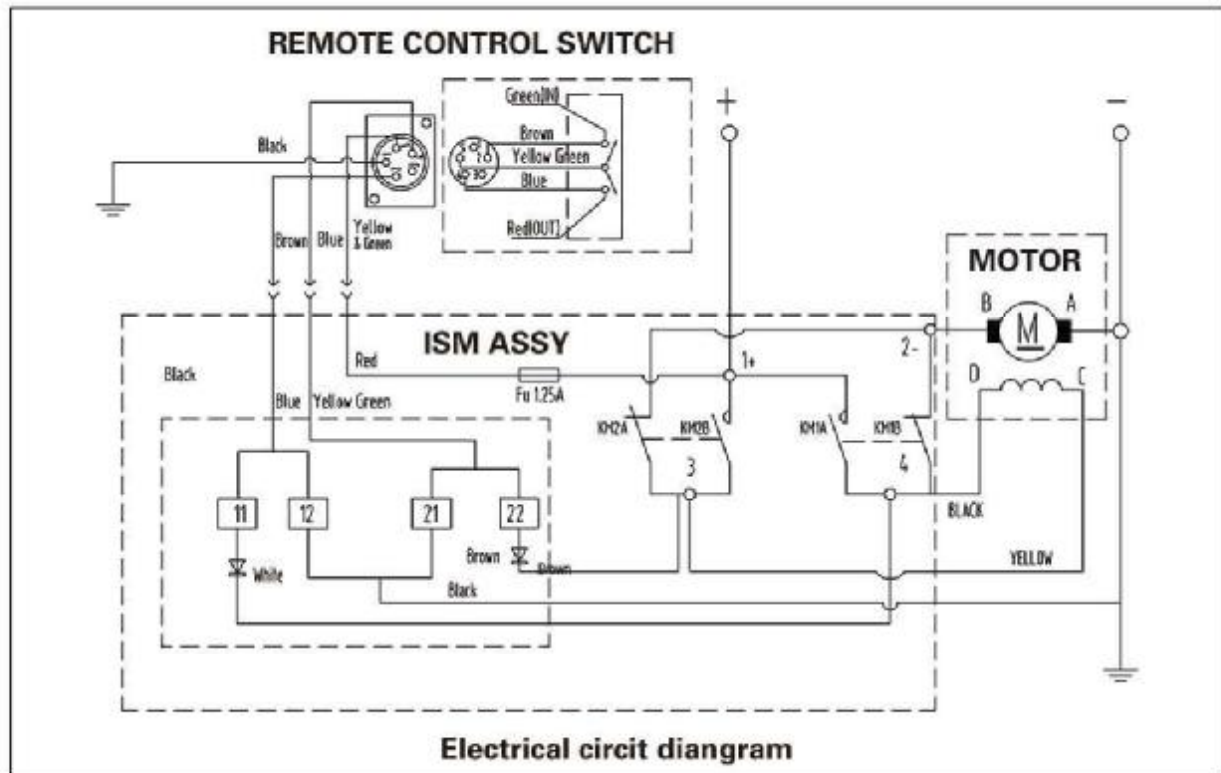 REMOTE CONTROL SWITCH
Green(IN)
Brown
Yellow Green
Blue
Red(OUT)
+
-
Black
Brown
Blue
Yellow
& Green
MOTOR
B
A
M
D
C
ISM ASSY
2-
1+
Red
Fu 1.25A
Black
Blue
Yellow Green
KM2A
KM2B
KM1A
KM1B
3
4
BLACK
11
12
21
22
Brown
Brown
White
YELLOW
Black
Electrical circit diangram